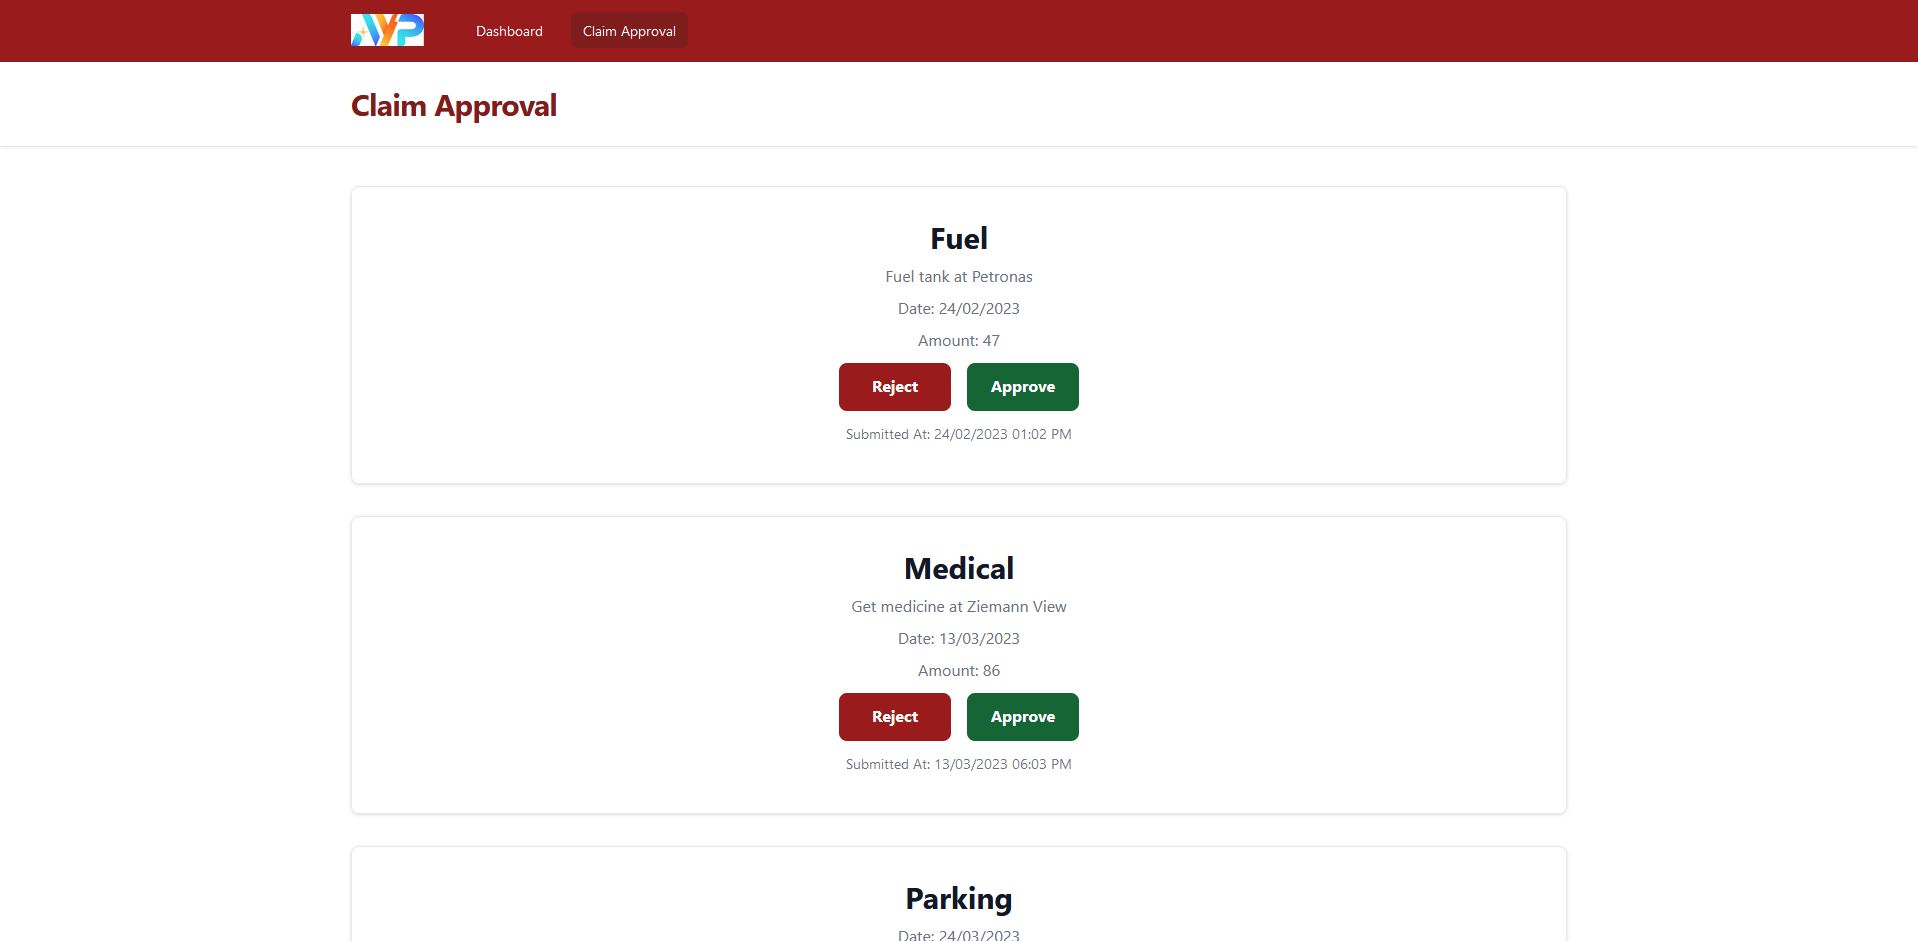 AYP
Dashboard
Claim Approval
Claim Approval
Fuel
Fuel tank at Petronas
Date: 24/02/2023
Amount: 47
Reject
Approve
Submitted At: 24/02/2023 01:02 PM
Medical
Get medicine at Ziemann View
Date: 13/03/2023
Amount: 86
Reject
Approve
Submitted At: 13/03/2023 06:03 PM
Parking
Date: 24/03/2023